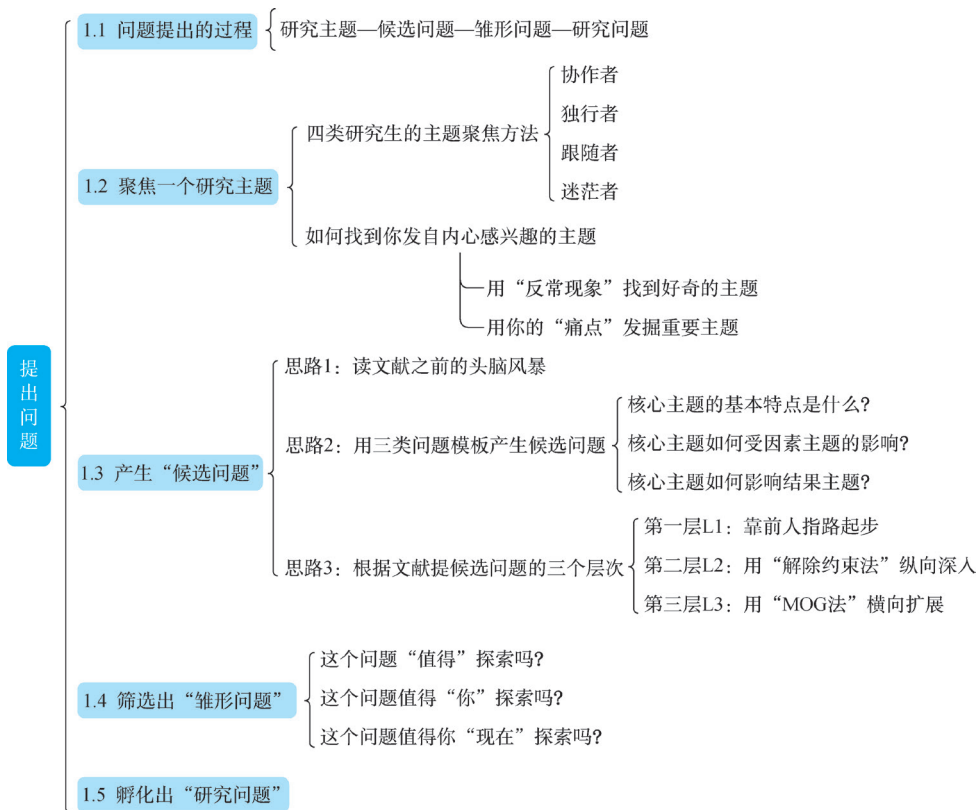 提出问题
1.1 问题提出的过程
研究主题—候选问题—雏形问题—研究问题
1.2 聚焦一个研究主题
四类研究生的主题聚焦方法
协作者
独行者
跟随者
迷茫者
如何找到你发自内心感兴趣的主题
用“反常现象”找到好奇的主题
用你的“痛点”发掘重要主题
1.3 产生“候选问题”
思路1：读文献之前的头脑风暴
思路2：用三类问题模板产生候选问题
核心主题的基本特点是什么?
核心主题如何受因素主题的影响?
核心主题如何影响结果主题?
思路3：根据文献提候选问题的三个层次
第一层L1：靠前人指路起步
第二层L2：用“解除约束法”纵向深入
第三层L3：用“MOG法”横向扩展
1.4 筛选出“雏形问题”
这个问题“值得”探索吗?
这个问题值得“你”探索吗?
这个问题值得你“现在”探索吗?
1.5 孵化出“研究问题”